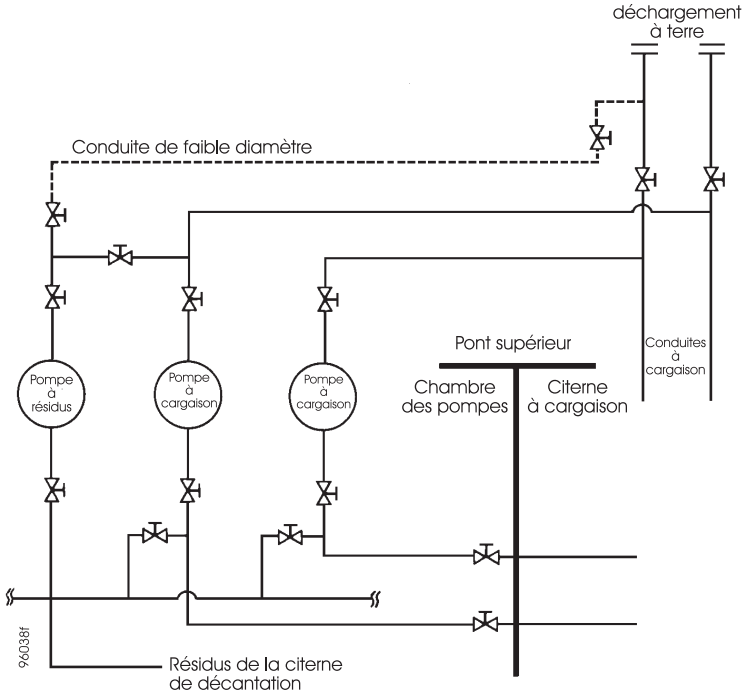 déchargement
à terre
Conduite de faible diamètre
Pompe
à
résidus
Pompe
à
cargaison
Pompe
à
cargaison
Pont supérieur
Chambre
des pompes
Citerne
à cargaison
Conduites
à
cargaison
Résidus de la citerne
de décantation
96038f